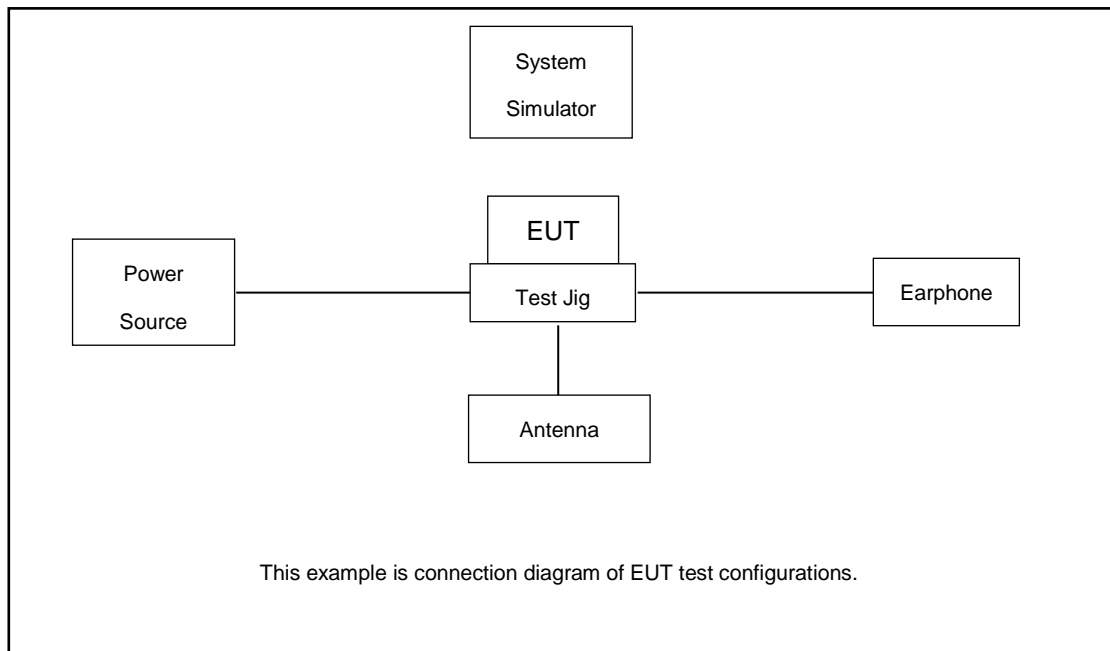 System
Simulator
EUT
Power
Source
Test Jig
Earphone
Antenna
This example is connection diagram of EUT test configurations.